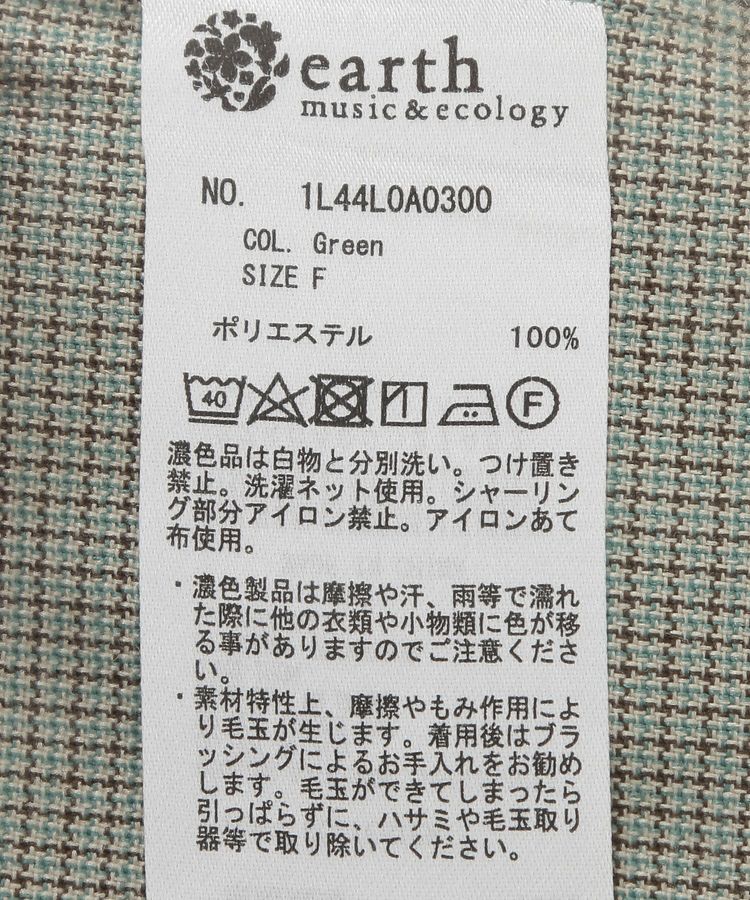 earth
music&ecology
NO. 1L44L0A0300
COL. Green
SIZE F
ポリエステル 100%
40 F
濃色品は白物と分別洗い。つけ置き
禁止。洗濯ネット使用。シャーリン
グ部分アイロン禁止。アイロンあて
布使用。
・濃色製品は摩擦や汗、雨等で濡れ
た際に他の衣類や小物類に色が移
る事がありますのでご注意くださ
い。
・素材特性上、摩擦やもみ作用によ
り毛玉が生じます。着用後はブラ
ッシングによるお手入れをお勧め
します。毛玉ができてしまったら
引っぱらずに、ハサミや毛玉取り
器等で取り除いてください。